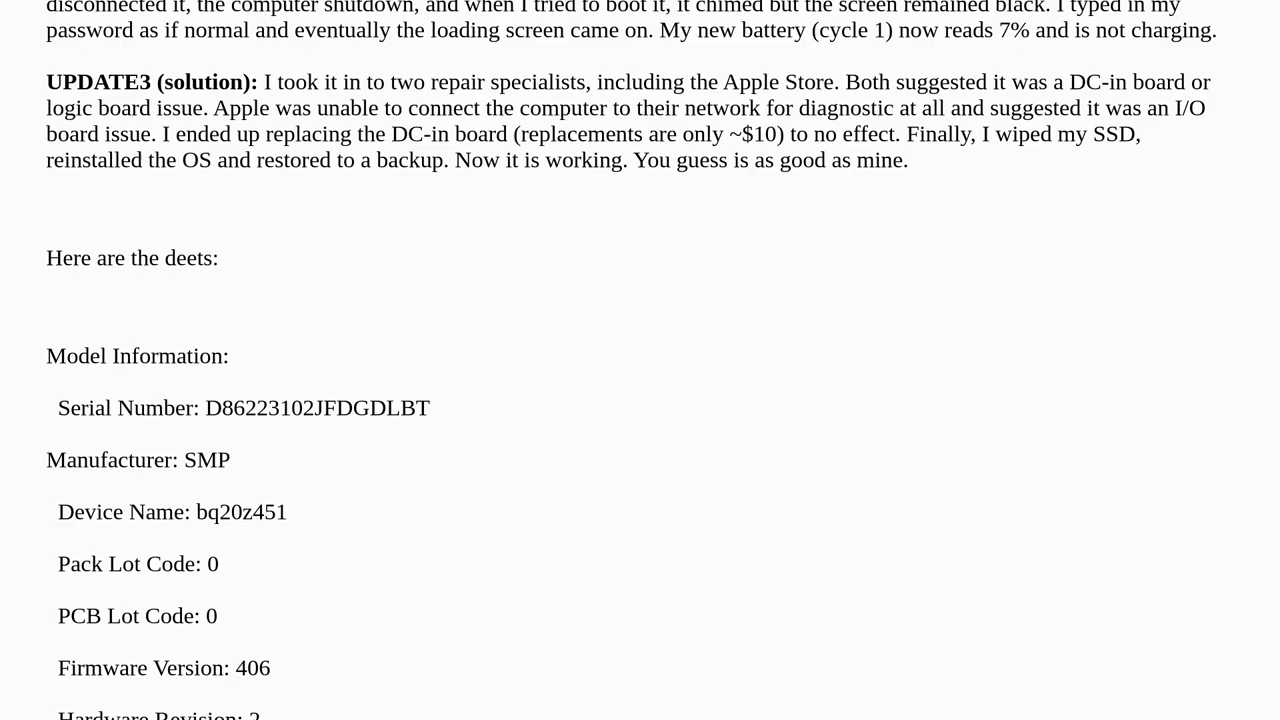 disconnected it, the computer shutdown, and when I tried to boot it, it chimed but the screen remained black. I typed in my
password as if normal and eventually the loading screen came on. My new battery (cycle 1) now reads 7% and is not charging.
UPDATE3 (solution): I took it in to two repair specialists, including the Apple Store. Both suggested it was a DC-in board or
logic board issue. Apple was unable to connect the computer to their network for diagnostic at all and suggested it was an I/O
board issue. I ended up replacing the DC-in board (replacements are only ~$10) to no effect. Finally, I wiped my SSD,
reinstalled the OS and restored to a backup. Now it is working. You guess is as good as mine.
Here are the deets:
Model Information:
Serial Number: D86223102JFDGDLBT
Manufacturer: SMP
Device Name: bq20z451
Pack Lot Code: 0
PCB Lot Code: 0
Firmware Version: 406
Hardware Revision: 2